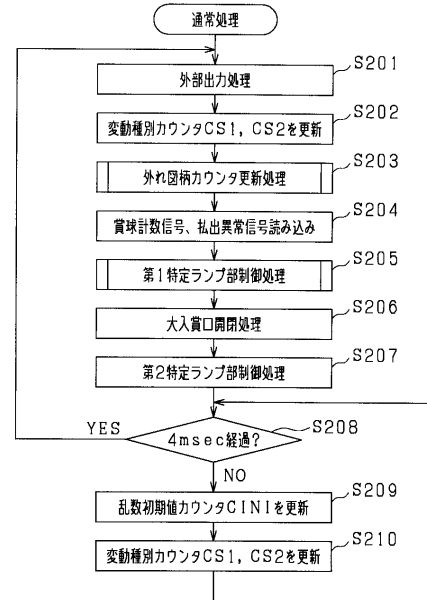 通常処理
S201
外部出力処理
S202
変動種別カウンタCS1，CS2を更新
S203
外れ図柄カウンタ更新処理
S204
賞球計数信号、払出異常信号読み込み
S205
第1特定ランプ部制御処理
S206
大入賞口開閉処理
S207
第2特定ランプ部制御処理
YES
S208
4msec経過？
NO
S209
乱数初期値カウンタCINIを更新
S210
変動種別カウンタCS1，CS2を更新